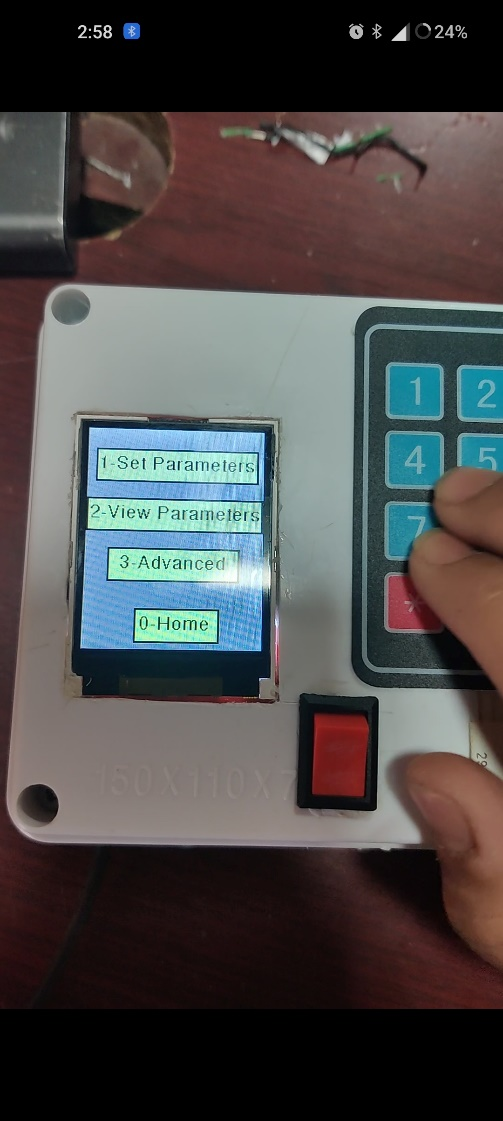 2:58
24%
1-Set Parameters
2-View Parameters
3-Advanced
0-Home
1 2
4 5
7
*
150X110X7